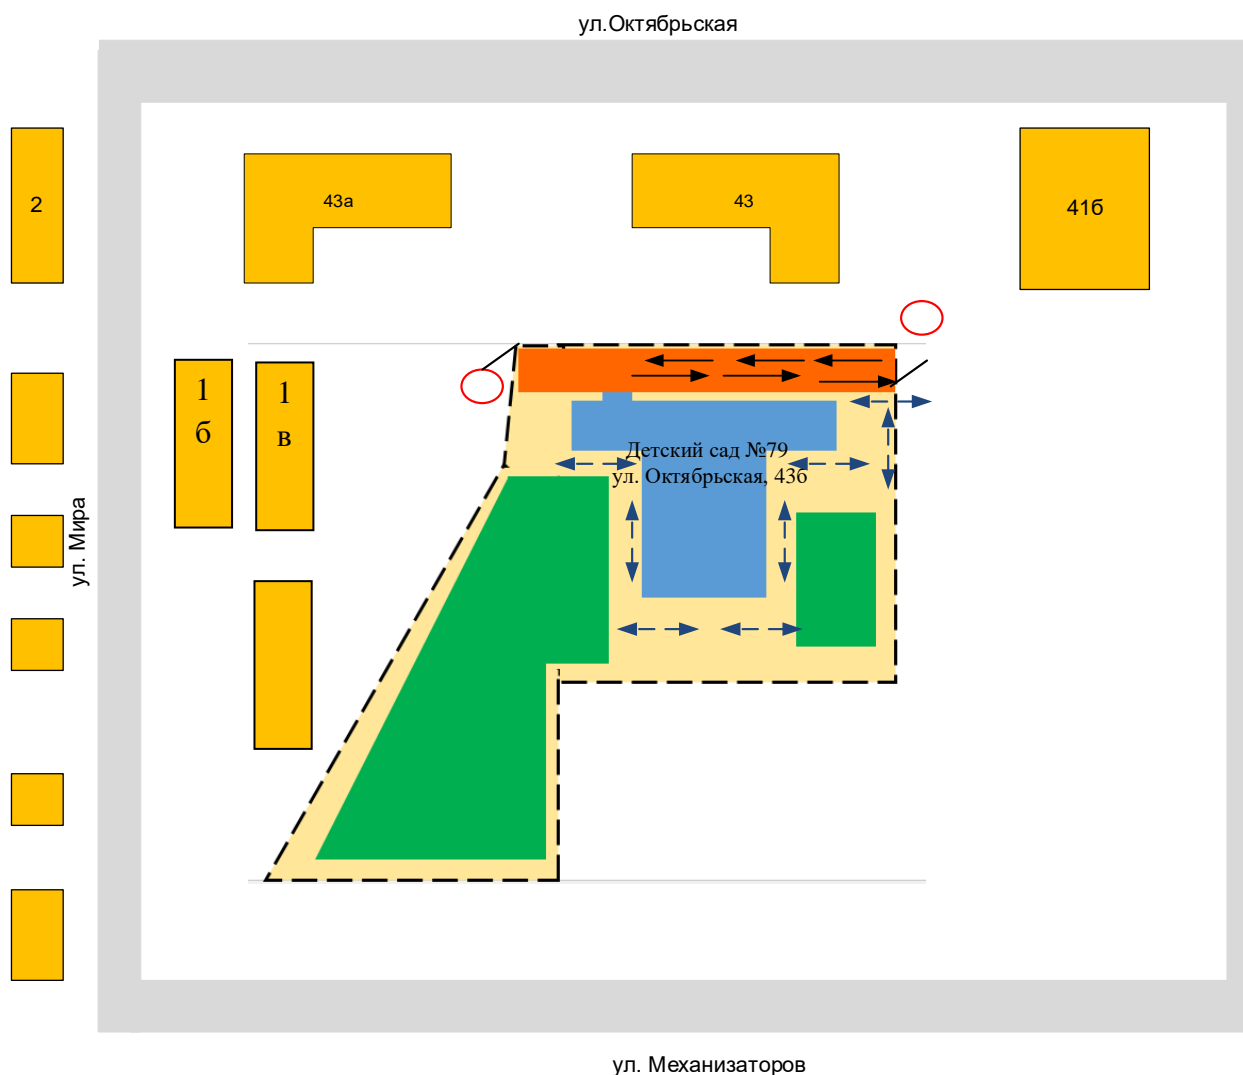 ул.Октябрьская
2
43а
43
41б
1
б
1
в
Детский сад №79
ул. Октябрьская, 43б
ул. Мира
ул. Механизаторов